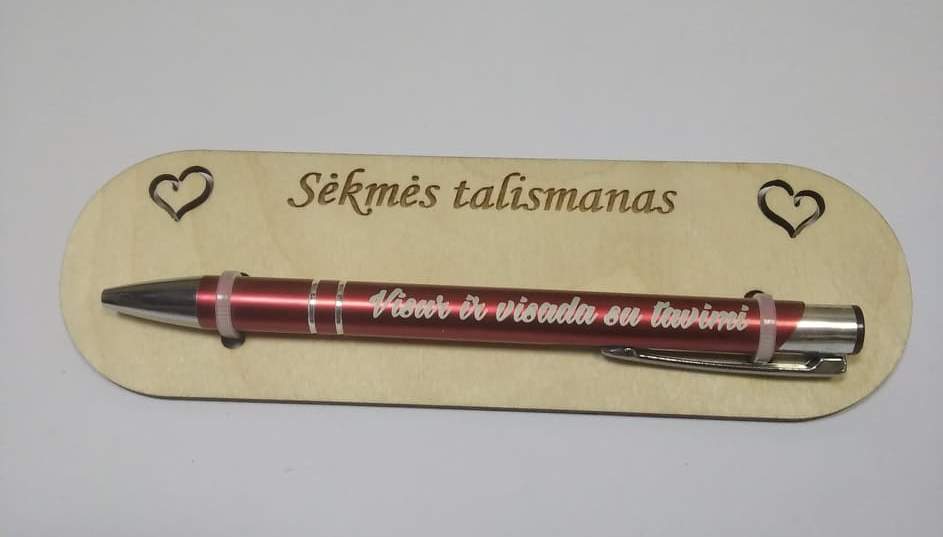 Sėkmės talismanas
Visur ir visada su tavimi